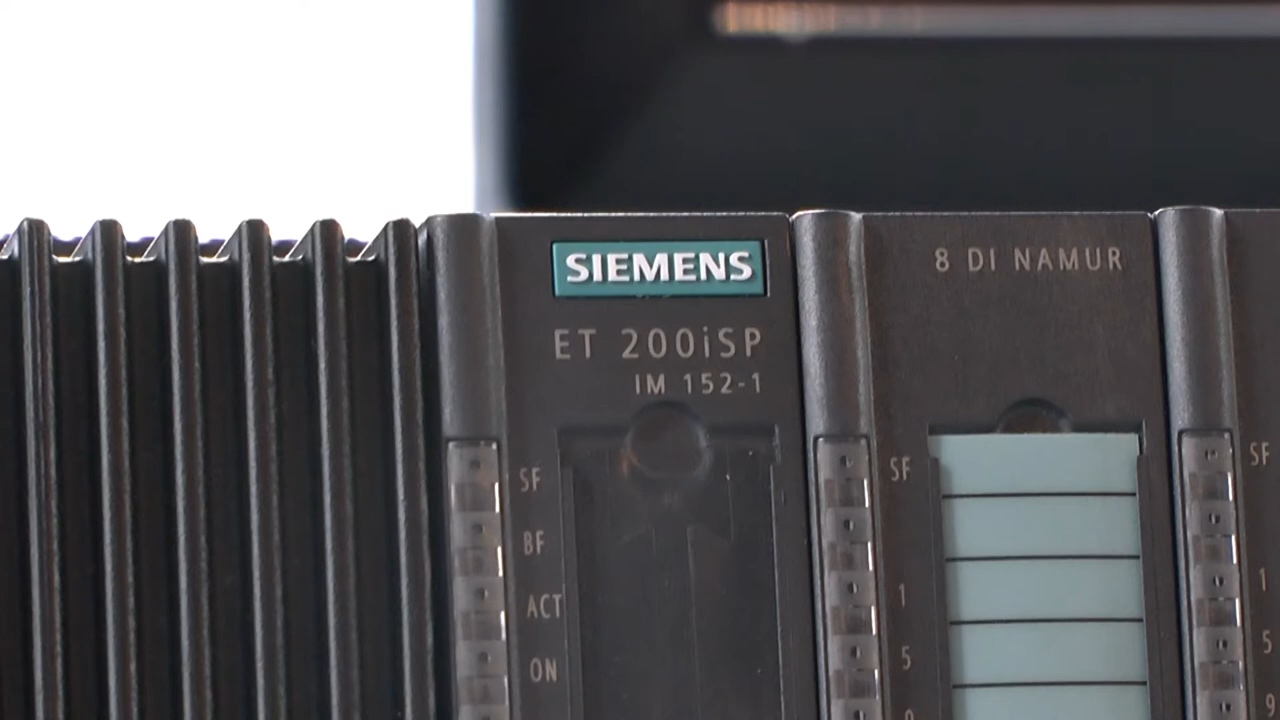 SIEMENS
ET 200iSP
IM 152-1
SF
BF
ACT
ON
8 DI NAMUR
SF
1
5
SF
1
5
9